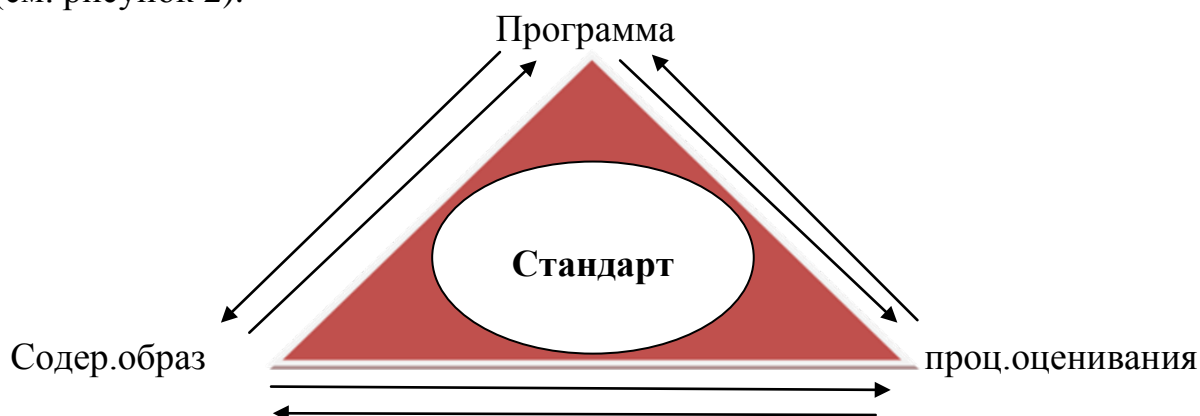 (см. рисунок 2).
Программа
Стандарт
Содер.образ
проц.оценивания